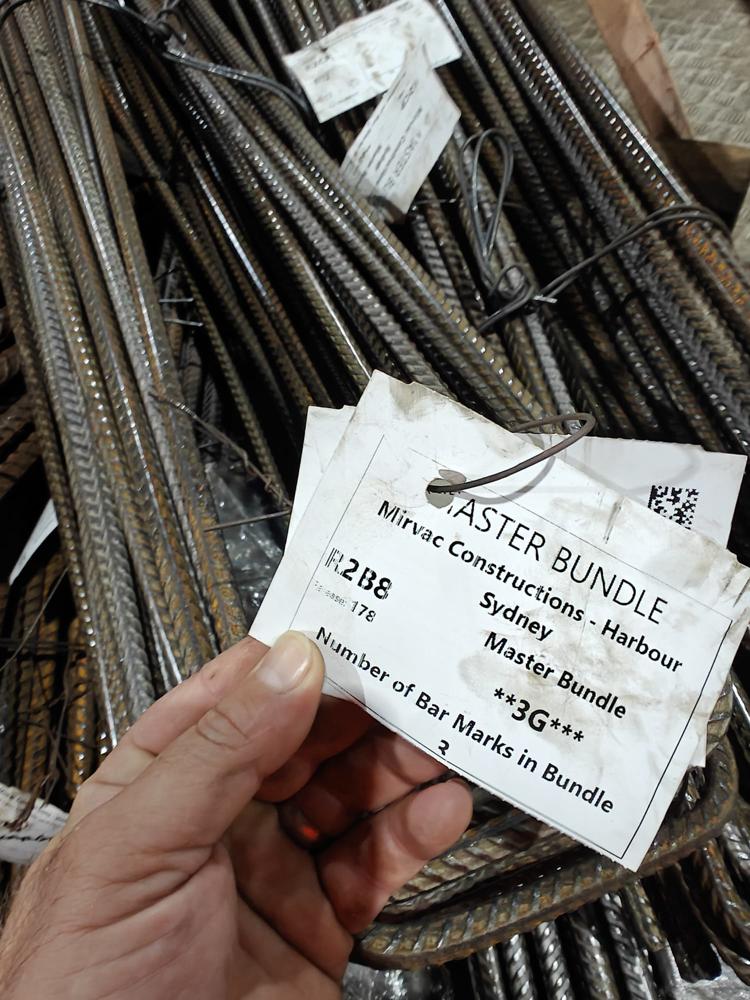 MASTER BUNDLE
Mirvac Constructions - Harbour
Sydney
R2B8
Release: 178
Master Bundle
**3G***
Number of Bar Marks in Bundle
3